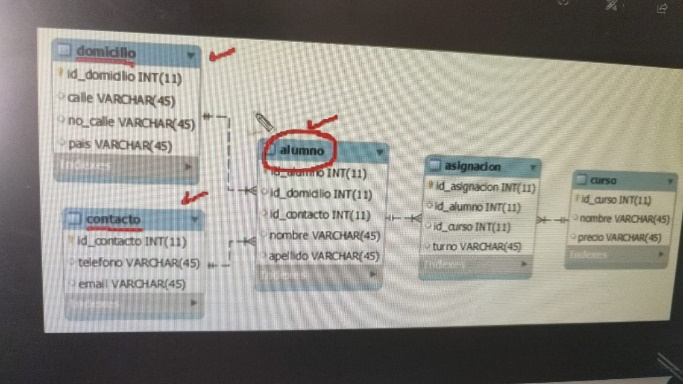 domicilio
id_domicilio INT(11)
calle VARCHAR(45)
no_calle VARCHAR(45)
pais VARCHAR(45)
Indexes
contacto
id_contacto INT(11)
telefono VARCHAR(45)
email VARCHAR(45)
Indexes
alumno
id_alumno INT(11)
id_domicilio INT(11)
id_contacto INT(11)
nombre VARCHAR(45)
apellido VARCHAR(45)
Indexes
asignacion
id_asignacion INT(11)
id_alumno INT(11)
id_curso INT(11)
turno VARCHAR(45)
Indexes
curso
id_curso INT(11)
nombre VARCHAR(45)
precio VARCHAR(45)
Indexes